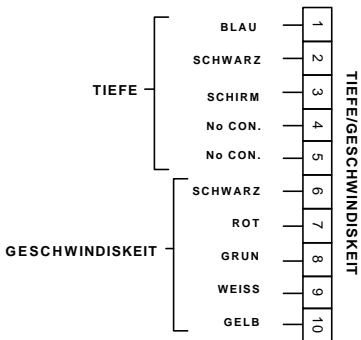 BLAU 1
SCHWARZ 2
TIEFE
SCHIRM 3
No CON. 4
No CON. 5
SCHWARZ 6
ROT 7
GESCHWINDISKEIT
GRUN 8
WEISS 9
GELB 10
TIEFE/GESCHWINDISKEIT